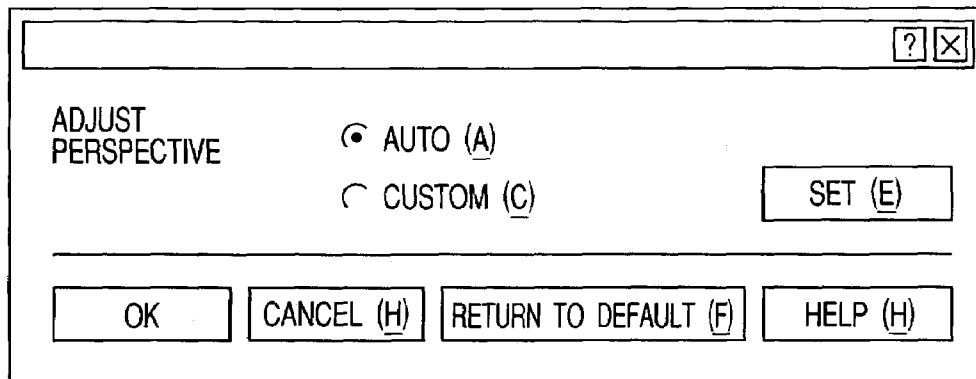 ?
ADJUST
PERSPECTIVE
AUTO (A)
CUSTOM (C)
SET (E)
OK
CANCEL (H)
RETURN TO DEFAULT (F)
HELP (H)